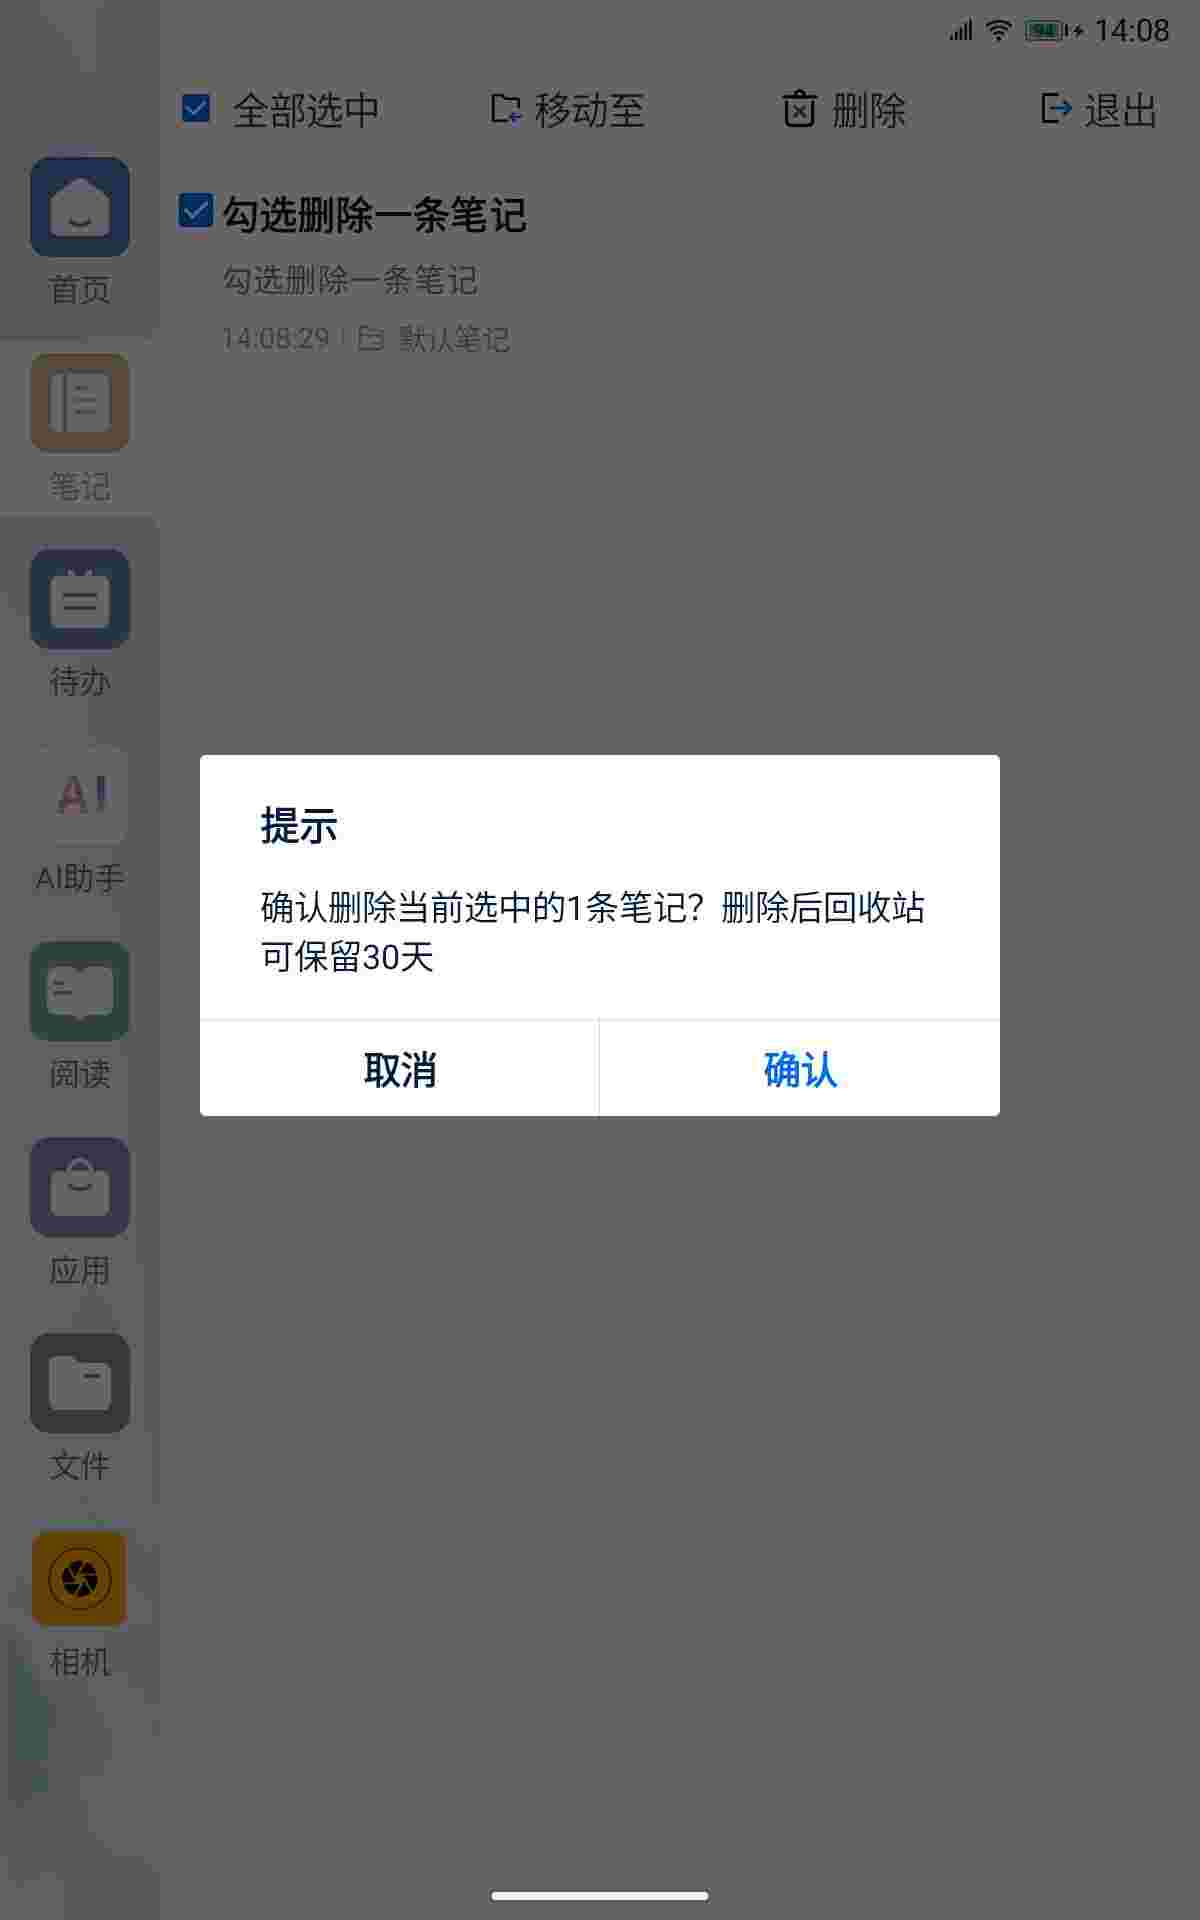 94 14:08
全部选中 移动至 删除 退出
勾选删除一条笔记
勾选删除一条笔记
14:08:29 默认笔记
首页
笔记
待办
AI
AI助手
阅读
应用
文件
相机
提示
确认删除当前选中的1条笔记？删除后回收站
可保留30天
取消 确认